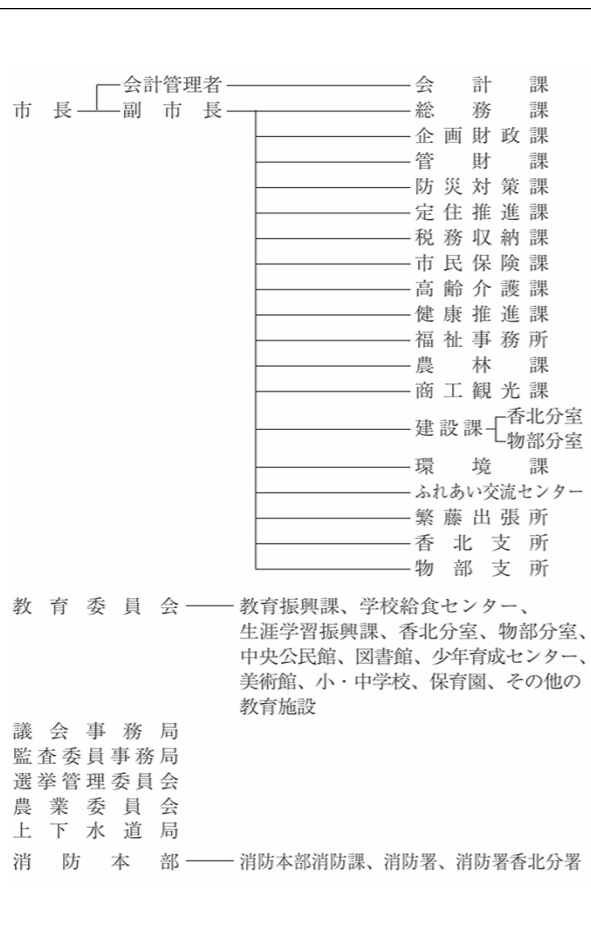 会計管理者 会計課
市長 副市長 総務課
企画財政課
管財課
防災対策課
定住推進課
税務収納課
市民保険課
高齢介護課
健康推進課
福祉事務所
農林課
商工観光課
香北分室
建設課
物部分室
環境課
ふれあい交流センター
繁藤出張所
香北支所
物部支所
教育委員会 教育振興課、学校給食センター、
生涯学習振興課、香北分室、物部分室、
中央公民館、図書館、少年育成センター、
美術館、小・中学校、保育園、その他の
教育施設
議会事務局
監査委員事務局
選挙管理委員会
農業委員会
上下水道局
消防本部 消防本部消防課、消防署、消防署香北分署